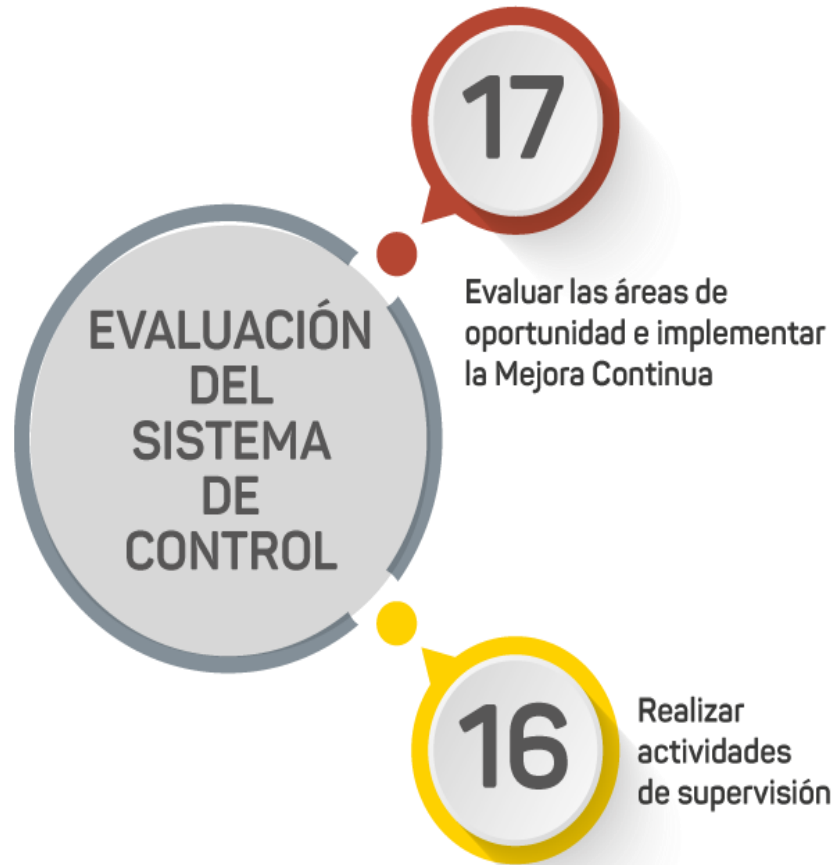 17
Evaluar las áreas de
oportunidad e implementar
la Mejora Continua
EVALUACIÓN
DEL
SISTEMA
DE
CONTROL
16
Realizar
actividades
de supervisión